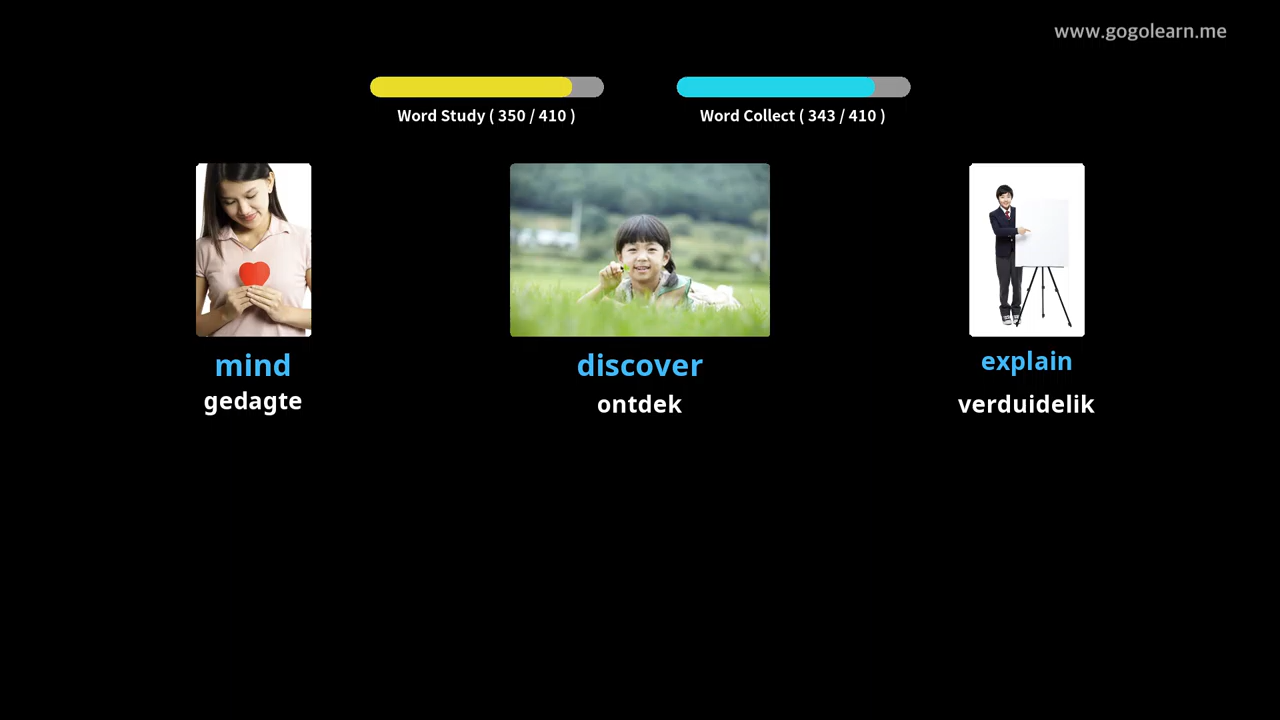 www.gogolearn.me
Word Study ( 350 / 410 )
Word Collect ( 343 / 410 )
mind
gedagte
discover
ontdek
explain
verduidelik